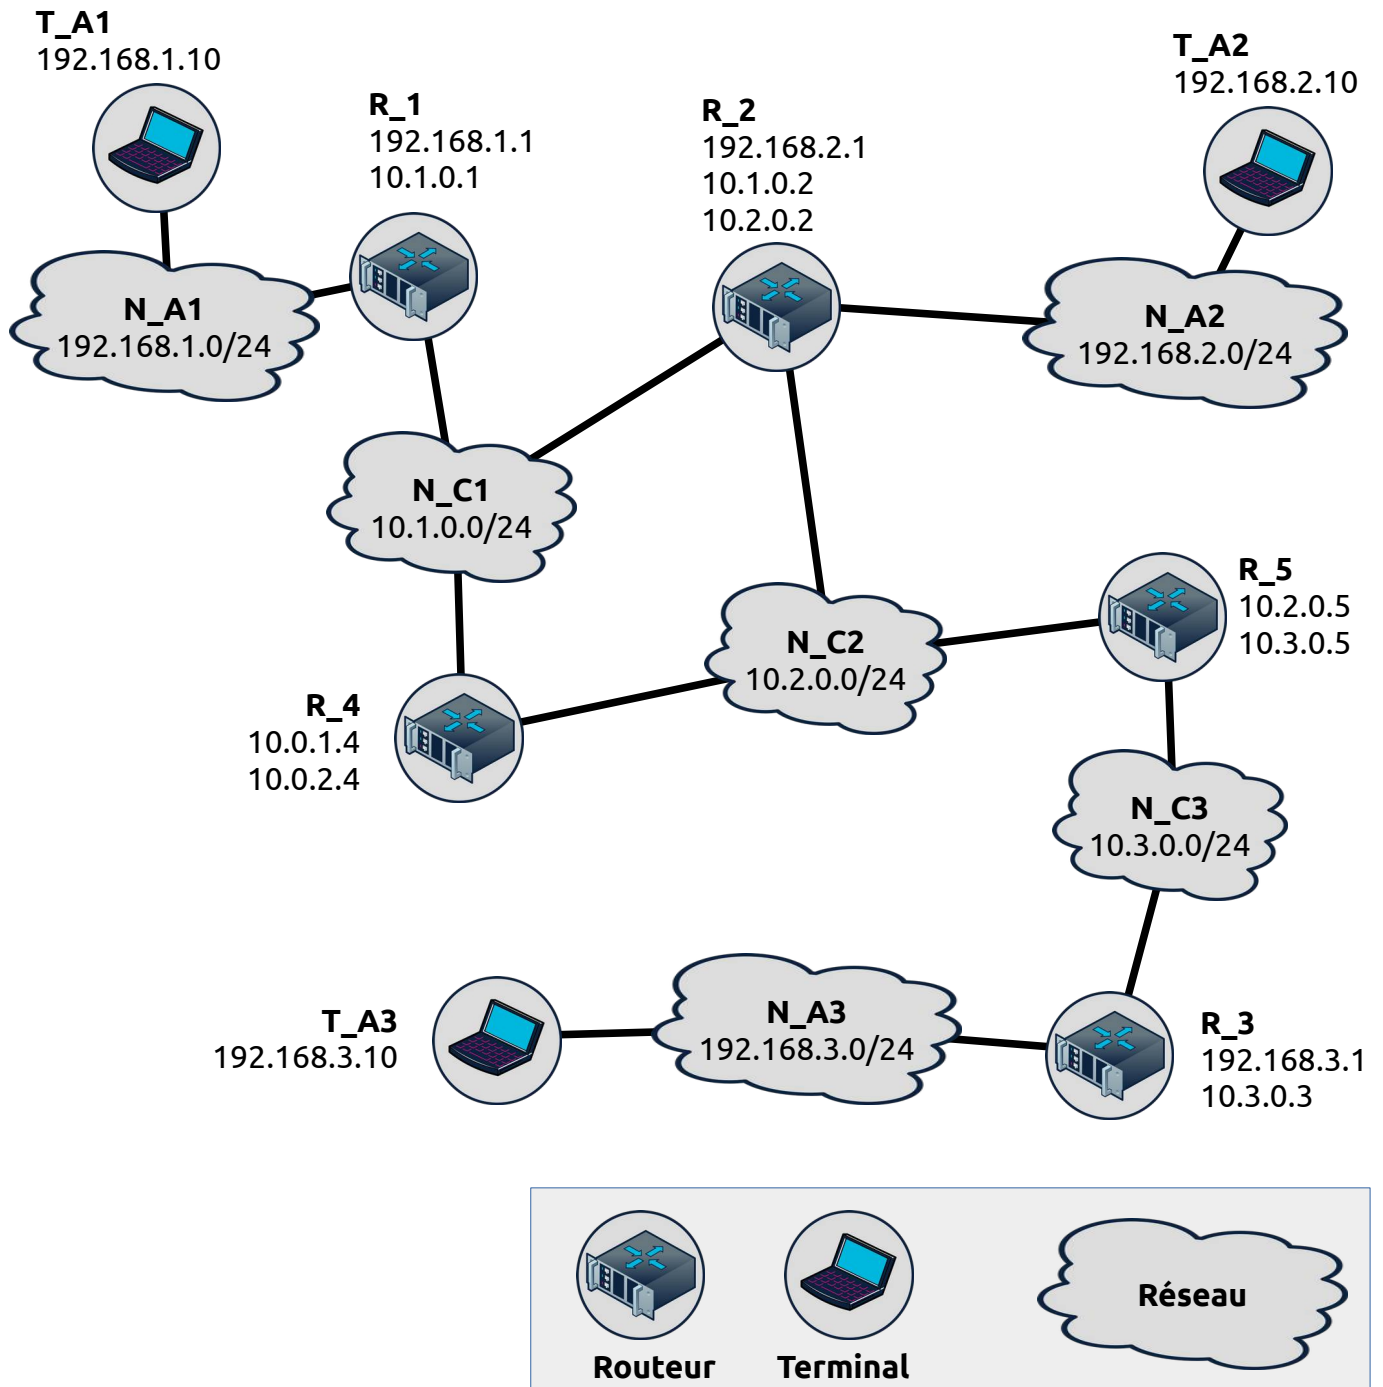 T_A1
192.168.1.10
T_A2
192.168.2.10
R_1
192.168.1.1
10.1.0.1
R_2
192.168.2.1
10.1.0.2
10.2.0.2
N_A1
192.168.1.0/24
N_A2
192.168.2.0/24
N_C1
10.1.0.0/24
R_5
10.2.0.5
10.3.0.5
N_C2
10.2.0.0/24
R_4
10.0.1.4
10.0.2.4
N_C3
10.3.0.0/24
T_A3
192.168.3.10
N_A3
192.168.3.0/24
R_3
192.168.3.1
10.3.0.3
Routeur
Terminal
Réseau